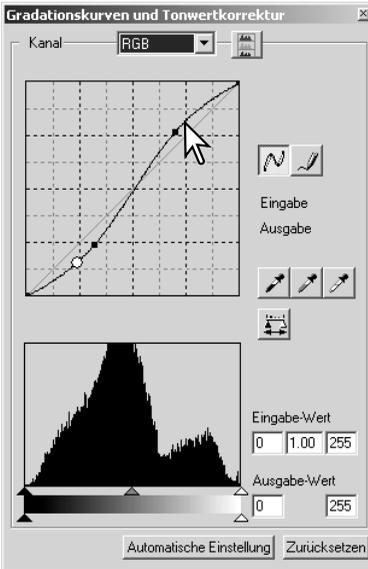 Gradationskurven und Tonwertkorrektur
Kanal RGB
Eingabe
Ausgabe
Eingabe-Wert
0 1.00 255
Ausgabe-Wert
0 255
Automatische Einstellung Zurücksetzen